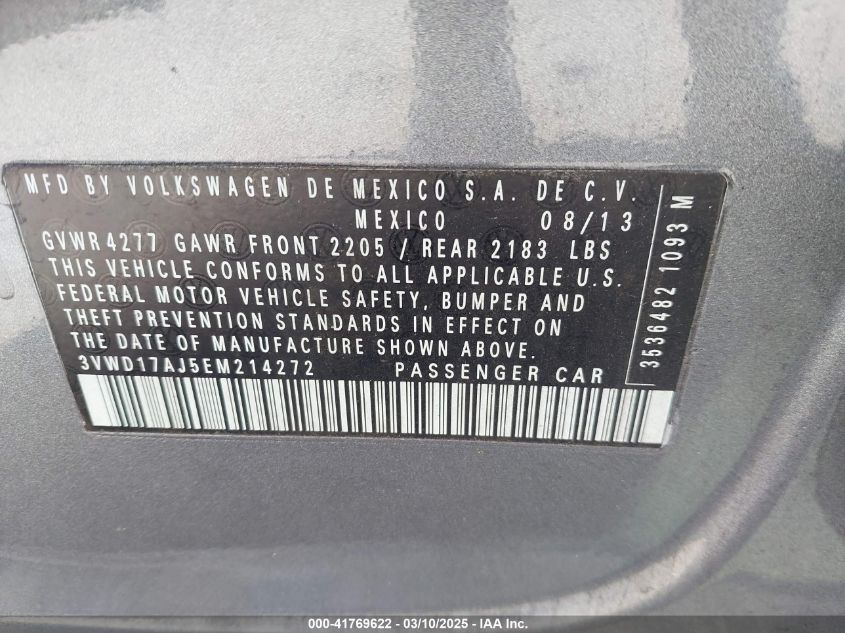 MFD BY VOLKSWAGEN DE MEXICO S.A. DE C.V.
MEXICO 08/13
GVWR 4277 GAWR FRONT 2205 / REAR 2183 LBS
THIS VEHICLE CONFORMS TO ALL APPLICABLE U.S.
FEDERAL MOTOR VEHICLE SAFETY, BUMPER AND
THEFT PREVENTION STANDARDS IN EFFECT ON
THE DATE OF MANUFACTURE SHOWN ABOVE.
3VWD17AJ5EM214272 PASSENGER CAR
3536482 1093 M
000-41769622 - 03/10/2025 - IAA Inc.